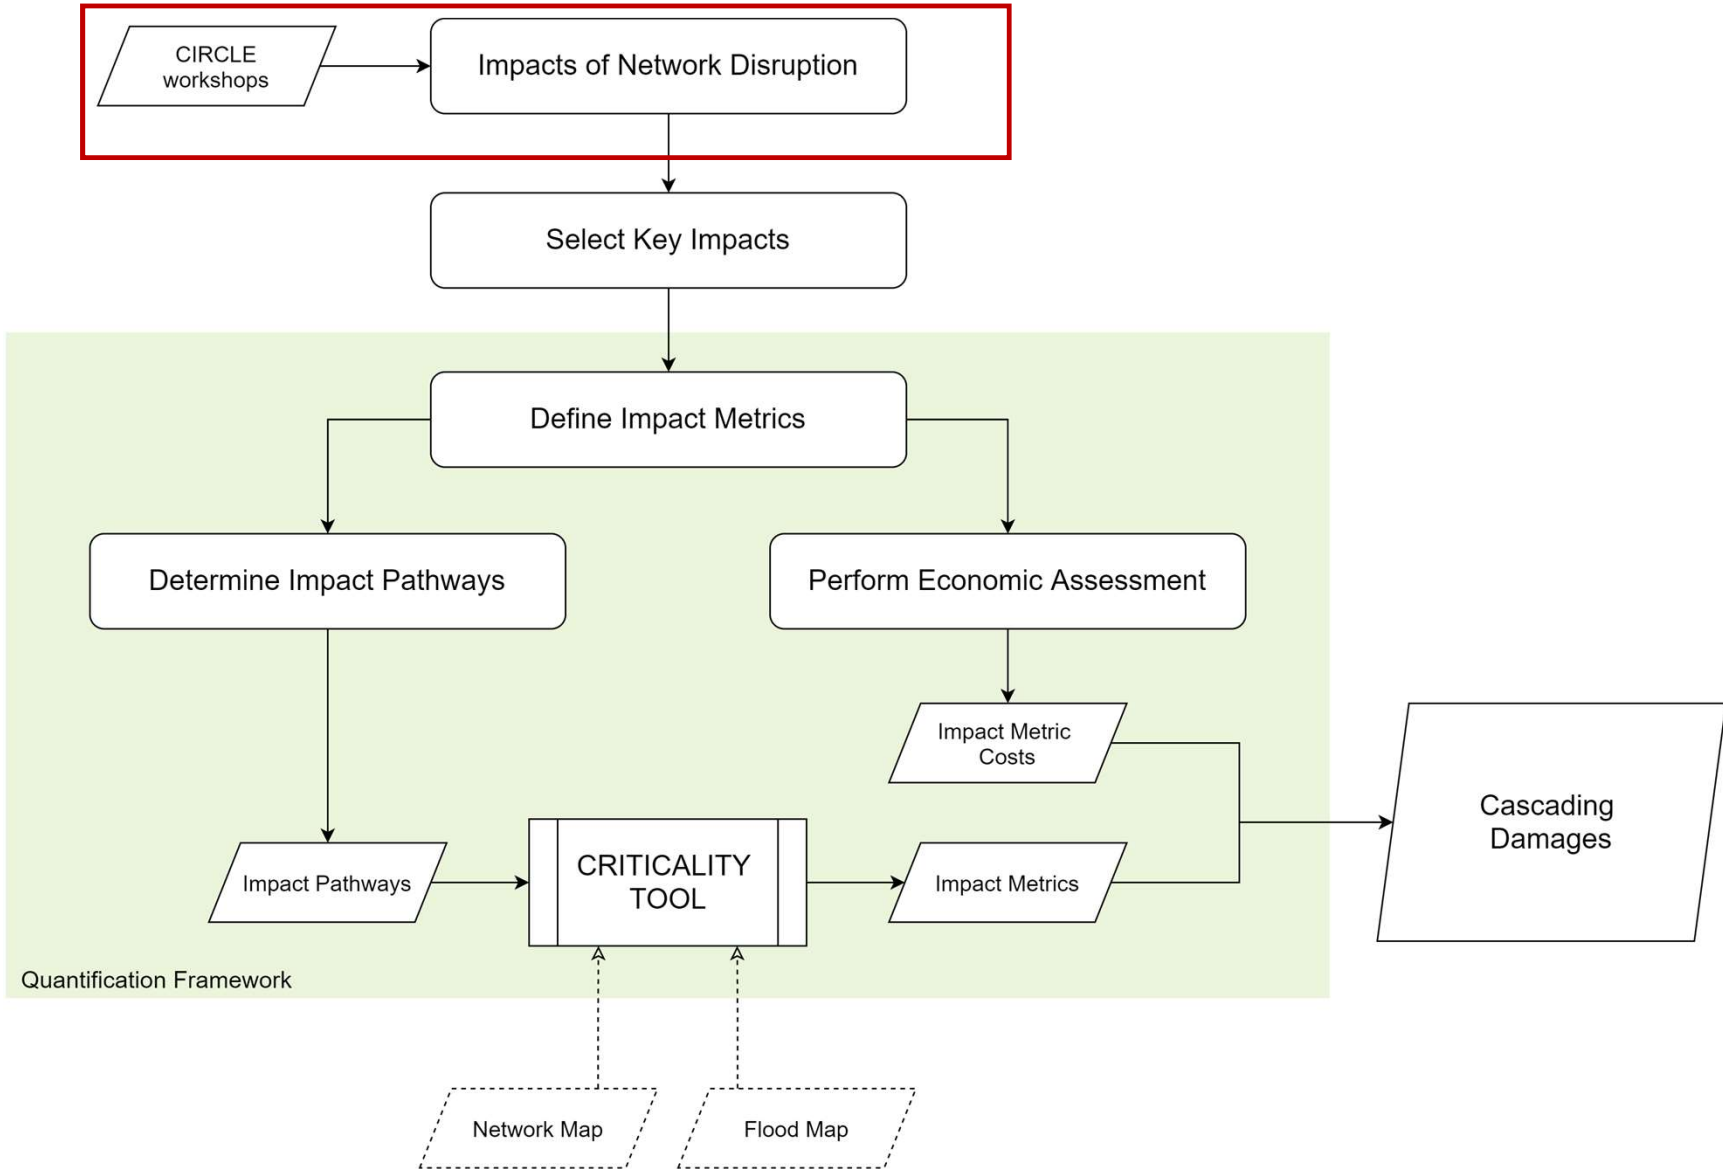 CIRCLE
workshops
Impacts of Network Disruption
Select Key Impacts
Define Impact Metrics
Determine Impact Pathways
Perform Economic Assessment
Impact Metric
Costs
Cascading
Damages
Impact Pathways
CRITICALITY
TOOL
Impact Metrics
Quantification Framework
Network Map
Flood Map